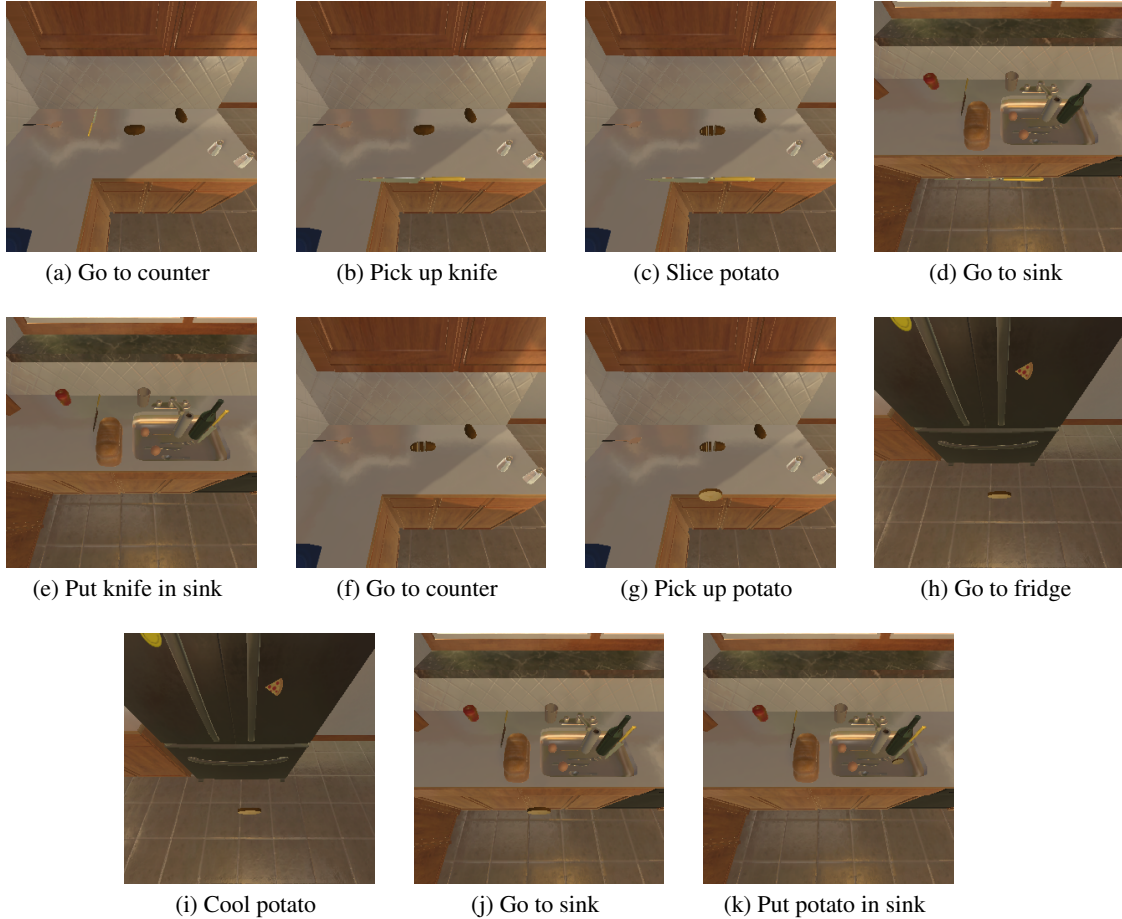 (a) Go to counter
(b) Pick up knife
(c) Slice potato
(d) Go to sink
(e) Put knife in sink
(f) Go to counter
(g) Pick up potato
(h) Go to fridge
(i) Cool potato
(j) Go to sink
(k) Put potato in sink